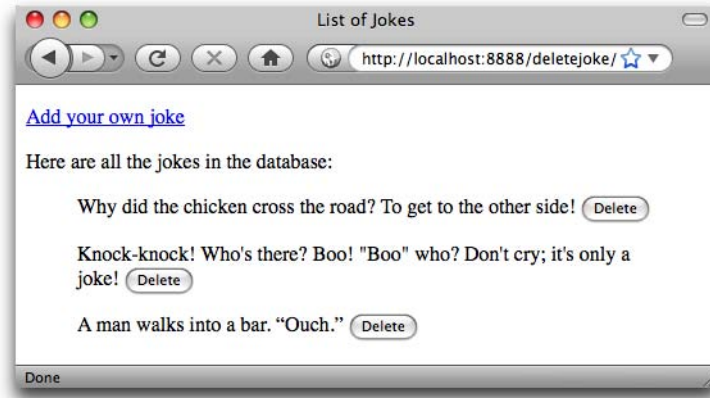 List of Jokes
http://localhost:8888/deletejoke/
Add your own joke
Here are all the jokes in the database:
Why did the chicken cross the road? To get to the other side! Delete
Knock-knock! Who's there? Boo! "Boo" who? Don't cry; it's only a
joke! Delete
A man walks into a bar. “Ouch.” Delete
Done